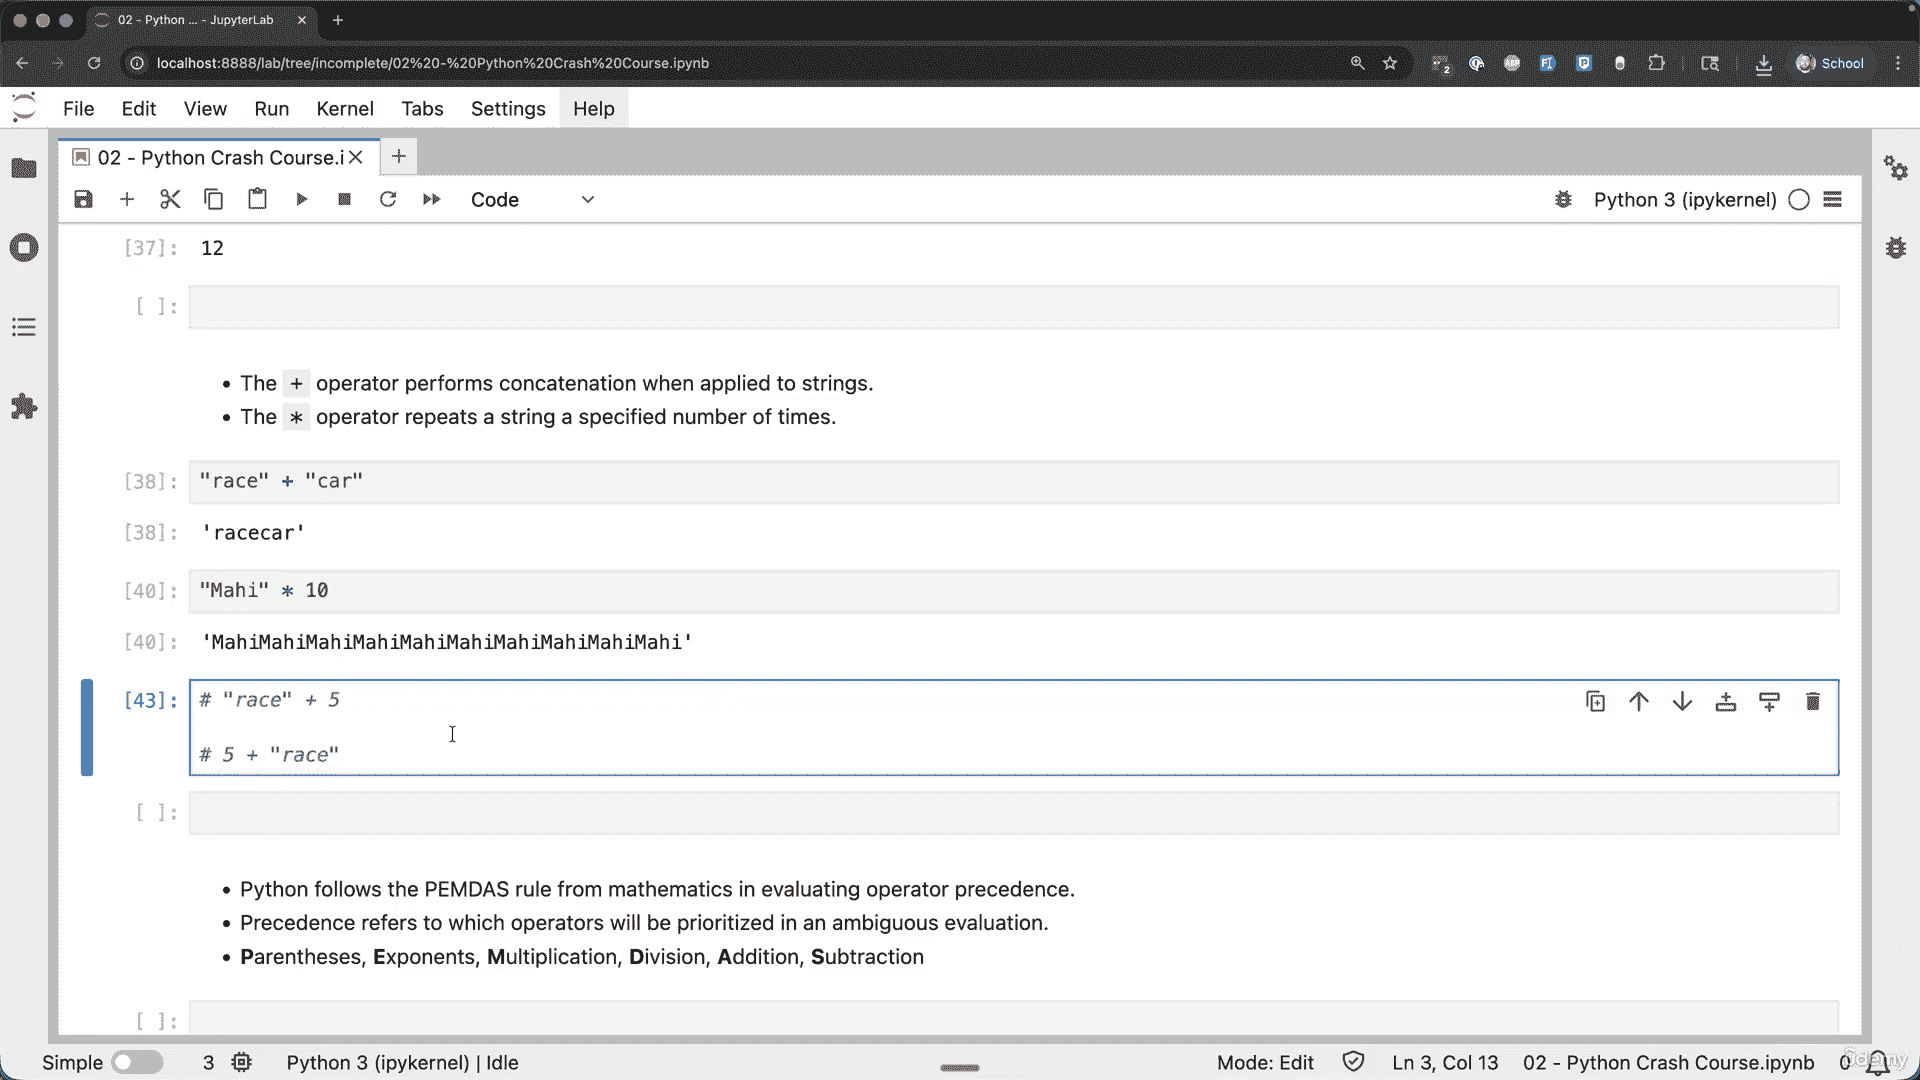 02 - Python ... - JupyterLab
localhost:8888/lab/tree/incomplete/02%20-%20Python%20Crash%20Course.ipynb
2
ABP
School
File Edit View Run Kernel Tabs Settings Help
02 - Python Crash Course.i
Code
Python 3 (ipykernel)
[37]: 12
[ ]:
• The + operator performs concatenation when applied to strings.
• The * operator repeats a string a specified number of times.
[38]: "race" + "car"
[38]: 'racecar'
[40]: "Mahi" * 10
[40]: 'MahiMahiMahiMahiMahiMahiMahiMahiMahiMahi'
[43]: # "race" + 5
# 5 + "race"
[ ]:
• Python follows the PEMDAS rule from mathematics in evaluating operator precedence.
• Precedence refers to which operators will be prioritized in an ambiguous evaluation.
• Parentheses, Exponents, Multiplication, Division, Addition, Subtraction
[ ]:
Simple 3 Python 3 (ipykernel) | Idle Mode: Edit Ln 3, Col 13 02 - Python Crash Course.ipynb 0
udemy